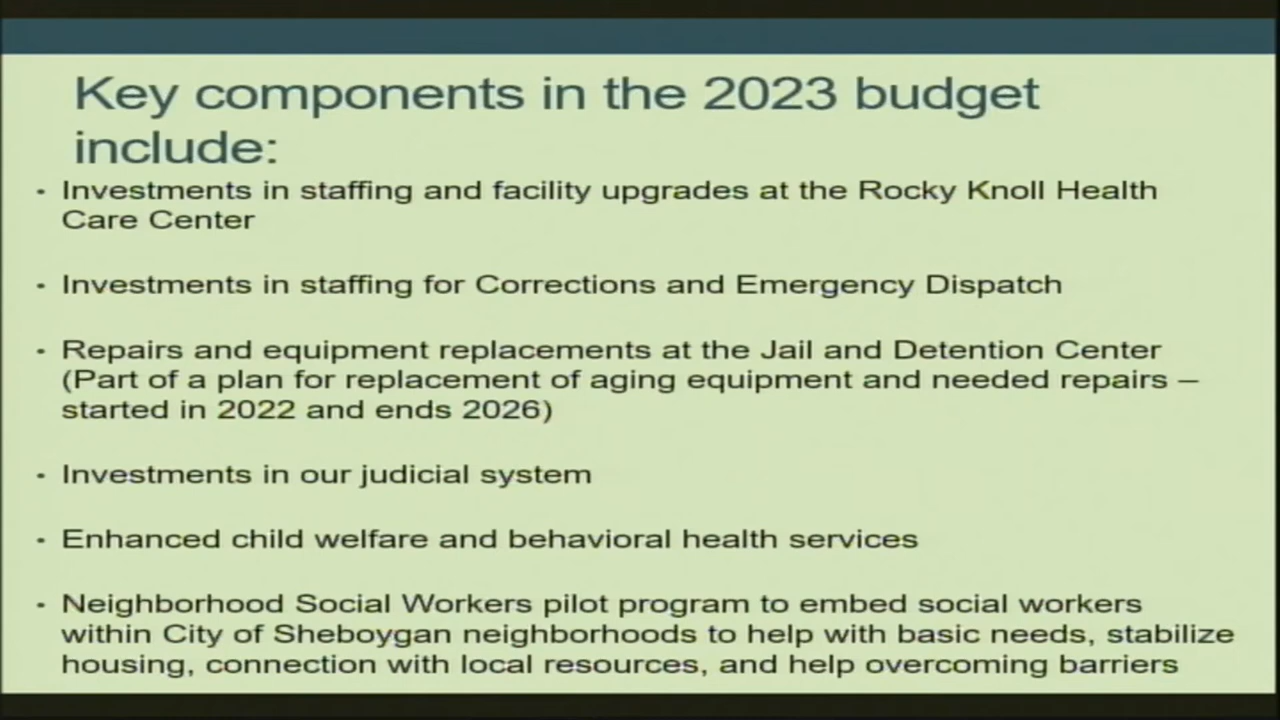 Key components in the 2023 budget
include:
• Investments in staffing and facility upgrades at the Rocky Knoll Health
Care Center
• Investments in staffing for Corrections and Emergency Dispatch
• Repairs and equipment replacements at the Jail and Detention Center
(Part of a plan for replacement of aging equipment and needed repairs –
started in 2022 and ends 2026)
• Investments in our judicial system
• Enhanced child welfare and behavioral health services
• Neighborhood Social Workers pilot program to embed social workers
within City of Sheboygan neighborhoods to help with basic needs, stabilize
housing, connection with local resources, and help overcoming barriers